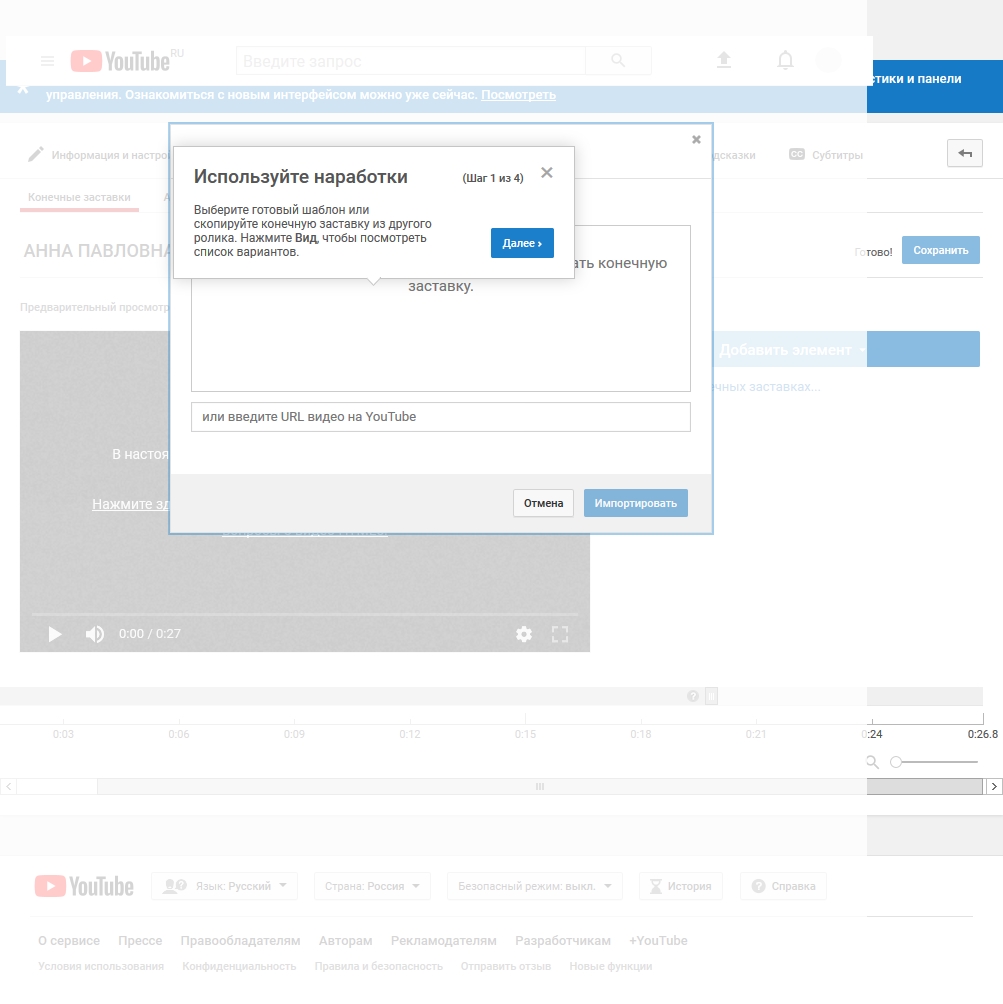 YouTube RU
Введите запрос
стики и панели
управления. Ознакомиться с новым интерфейсом можно уже сейчас. Посмотреть
Информация и настрой
дсказки
CC Субтитры
Конечные заставки
Используйте наработки
(Шаг 1 из 4)
Выберите готовый шаблон или
скопируйте конечную заставку из другого
ролика. Нажмите Вид, чтобы посмотреть
список вариантов.
Далее ›
АННА ПАВЛОВНА
Готово!
Сохранить
ать конечную
заставку.
Предварительный просмотр
Добавить элемент
чных заставках...
или введите URL видео на YouTube
В настоя
Нажмите зд
Отмена
Импортировать
0:00 / 0:27
0:03 0:06 0:09 0:12 0:15 0:18 0:21 0:24 0:26.8
YouTube
Язык: Русский
Страна: Россия
Безопасный режим: выкл.
История
Справка
О сервисе Прессе Правообладателям Авторам Рекламодателям Разработчикам +YouTube
Условия использования Конфиденциальность Правила и безопасность Отправить отзыв Новые функции